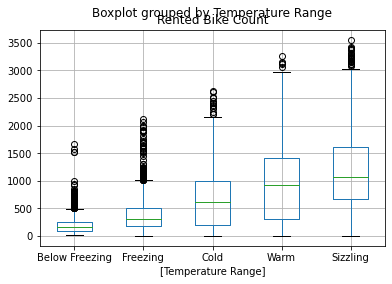 Boxplot grouped by Temperature Range
Rented Bike Count
3500
3000
2500
2000
1500
1000
500
0
Below Freezing Freezing Cold Warm Sizzling
[Temperature Range]